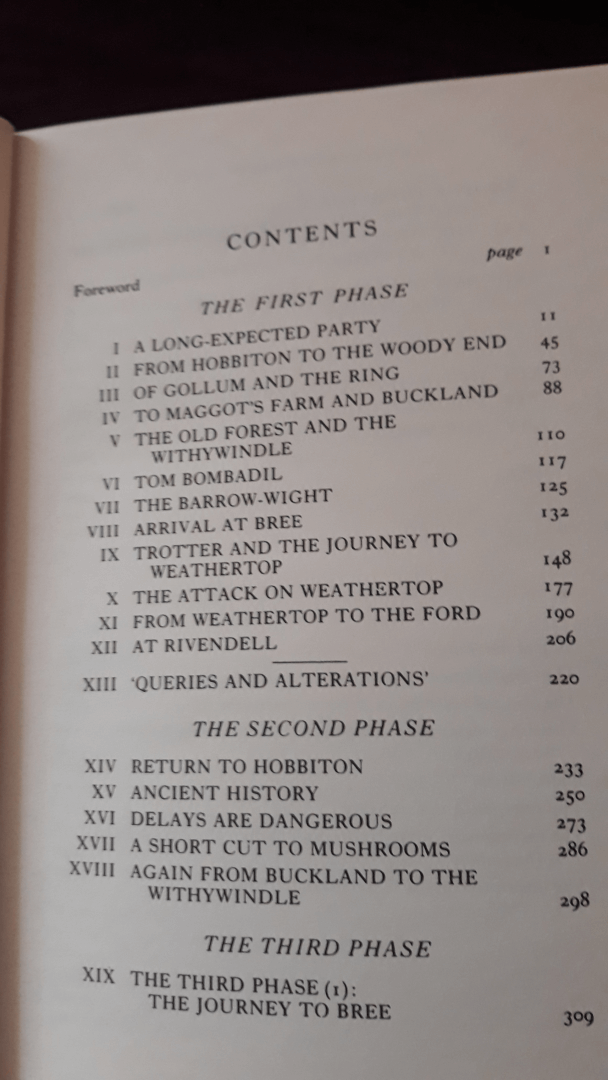 CONTENTS
Foreword page 1
THE FIRST PHASE
I A LONG-EXPECTED PARTY 11
II FROM HOBBITON TO THE WOODY END 45
III OF GOLLUM AND THE RING 73
IV TO MAGGOT'S FARM AND BUCKLAND 88
V THE OLD FOREST AND THE
WITHYWINDLE 110
VI TOM BOMBADIL 117
VII THE BARROW-WIGHT 125
VIII ARRIVAL AT BREE 132
IX TROTTER AND THE JOURNEY TO
WEATHERTOP 148
X THE ATTACK ON WEATHERTOP 177
XI FROM WEATHERTOP TO THE FORD 190
XII AT RIVENDELL 206
XIII 'QUERIES AND ALTERATIONS' 220
THE SECOND PHASE
XIV RETURN TO HOBBITON 233
XV ANCIENT HISTORY 250
XVI DELAYS ARE DANGEROUS 273
XVII A SHORT CUT TO MUSHROOMS 286
XVIII AGAIN FROM BUCKLAND TO THE
WITHYWINDLE 298
THE THIRD PHASE
XIX THE THIRD PHASE (1):
THE JOURNEY TO BREE 309